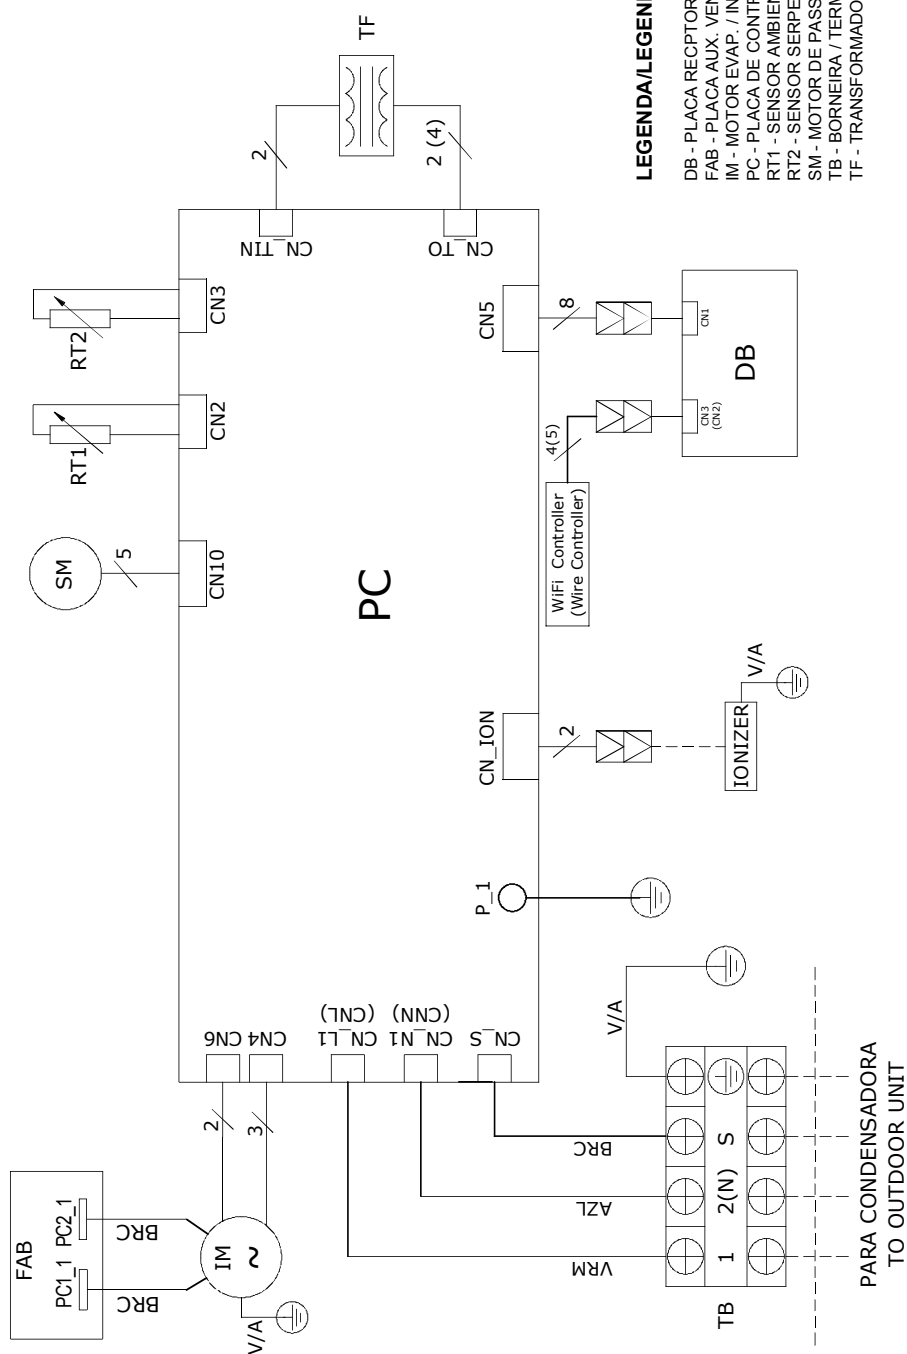 FAB
PC1_1
PC2_1
BRC
BRC
IM
~
V/A
2
3
CN6
CN4
CN_L1
(CNL)
CN_N1
(CNN)
CN_S
VRM
AZL
BRC
TB
1
2(N)
S
V/A
PARA CONDENSADORA
TO OUTDOOR UNIT
SM
5
CN10
RT1
CN2
RT2
CN3
PC
P_1
CN_ION
2
IONIZER
V/A
WiFi Controller
(Wire Controller)
4(5)
CN3
(CN2)
CN5
8
CN1
DB
CN_TIN
2
TF
CN_TO
2 (4)
LEGENDA/LEGEN
DB - PLACA RECPTOR
FAB - PLACA AUX. VEN
IM - MOTOR EVAP. / IN
PC - PLACA DE CONTR
RT1 - SENSOR AMBIEN
RT2 - SENSOR SERPE
SM - MOTOR DE PASS
TB - BORNEIRA / TERM
TF - TRANSFORMADO